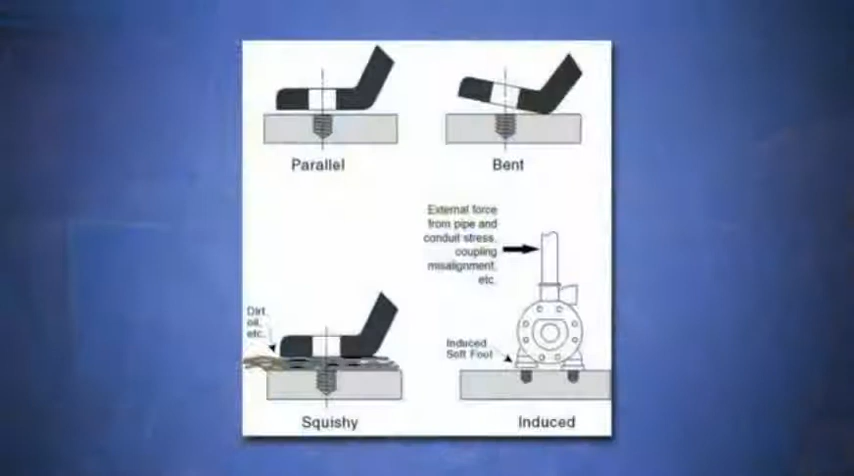 Parallel
Bent
External force
from pipe and
conduit stress,
coupling
misalignment,
etc.
Dirt,
oil,
etc.
Induced
Soft Foot
Squishy
Induced